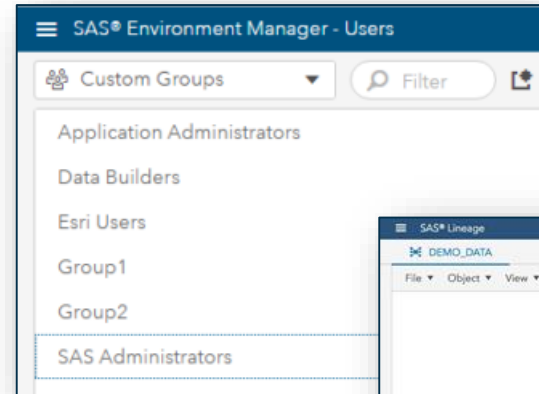 SAS® Environment Manager - Users
Custom Groups
Filter
Application Administrators
Data Builders
Esri Users
Group1
Group2
SAS Administrators
SAS® Lineage
DEMO_DATA
File Object View